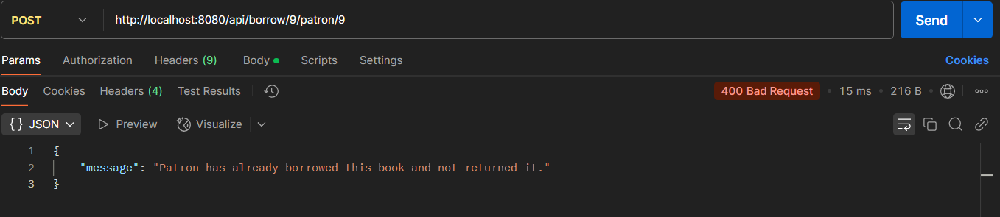 POST http://localhost:8080/api/borrow/9/patron/9 Send
Params Authorization Headers (9) Body Scripts Settings Cookies
Body Cookies Headers (4) Test Results 400 Bad Request • 15 ms • 216 B •
{} JSON Preview Visualize
1 {
2 "message": "Patron has already borrowed this book and not returned it."
3 }